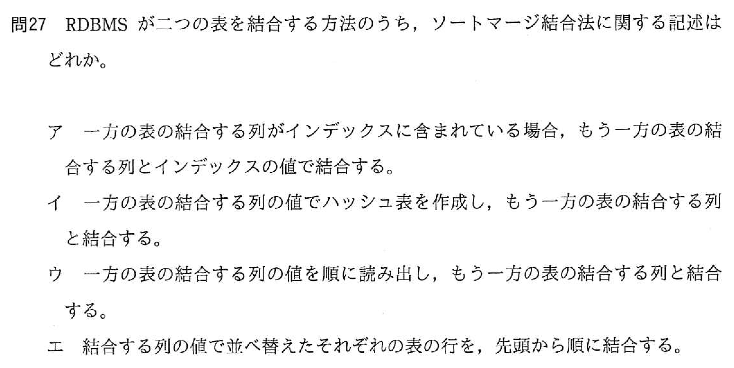 問27 RDBMS が二つの表を結合する方法のうち，ソートマージ結合法に関する記述は
どれか。
ア 一方の表の結合する列がインデックスに含まれている場合，もう一方の表の結
合する列とインデックスの値で結合する。
イ 一方の表の結合する列の値でハッシュ表を作成し，もう一方の表の結合する列
と結合する。
ウ 一方の表の結合する列の値を順に読み出し，もう一方の表の結合する列と結合
する。
エ 結合する列の値で並べ替えたそれぞれの表の行を，先頭から順に結合する。